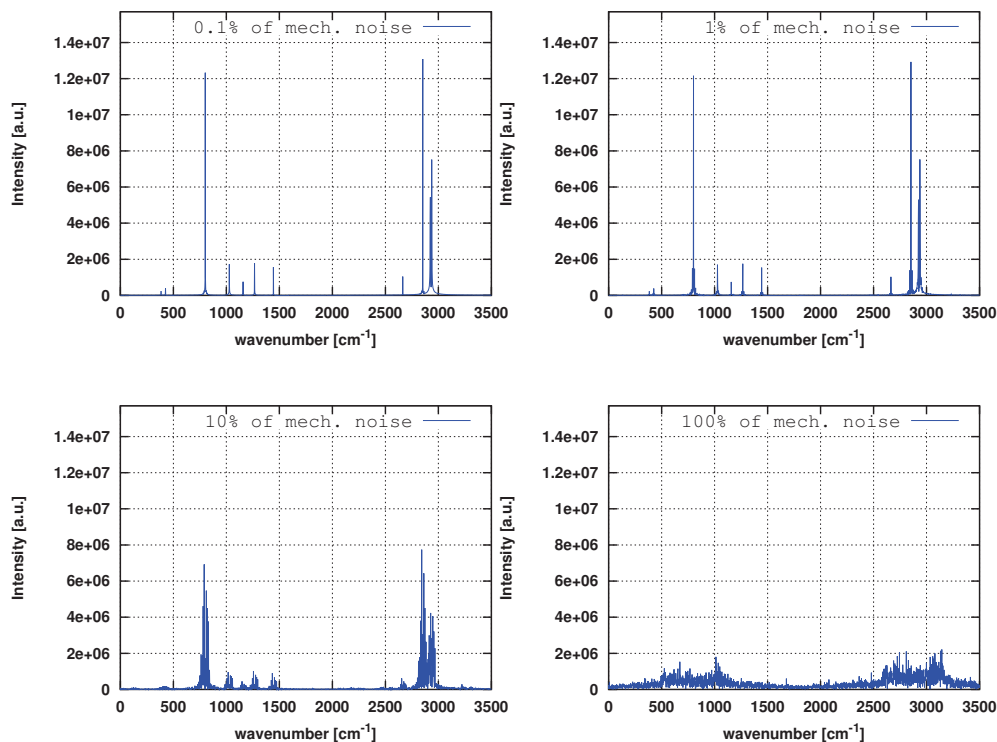 0.1% of mech. noise
1.4e+07
1.2e+07
1e+07
8e+06
6e+06
4e+06
2e+06
0
0 500 1000 1500 2000 2500 3000 3500
wavenumber [cm-1]
Intensity [a.u.]
1% of mech. noise
1.4e+07
1.2e+07
1e+07
8e+06
6e+06
4e+06
2e+06
0
0 500 1000 1500 2000 2500 3000 3500
wavenumber [cm-1]
Intensity [a.u.]
10% of mech. noise
1.4e+07
1.2e+07
1e+07
8e+06
6e+06
4e+06
2e+06
0
0 500 1000 1500 2000 2500 3000 3500
wavenumber [cm-1]
Intensity [a.u.]
100% of mech. noise
1.4e+07
1.2e+07
1e+07
8e+06
6e+06
4e+06
2e+06
0
0 500 1000 1500 2000 2500 3000 3500
wavenumber [cm-1]
Intensity [a.u.]